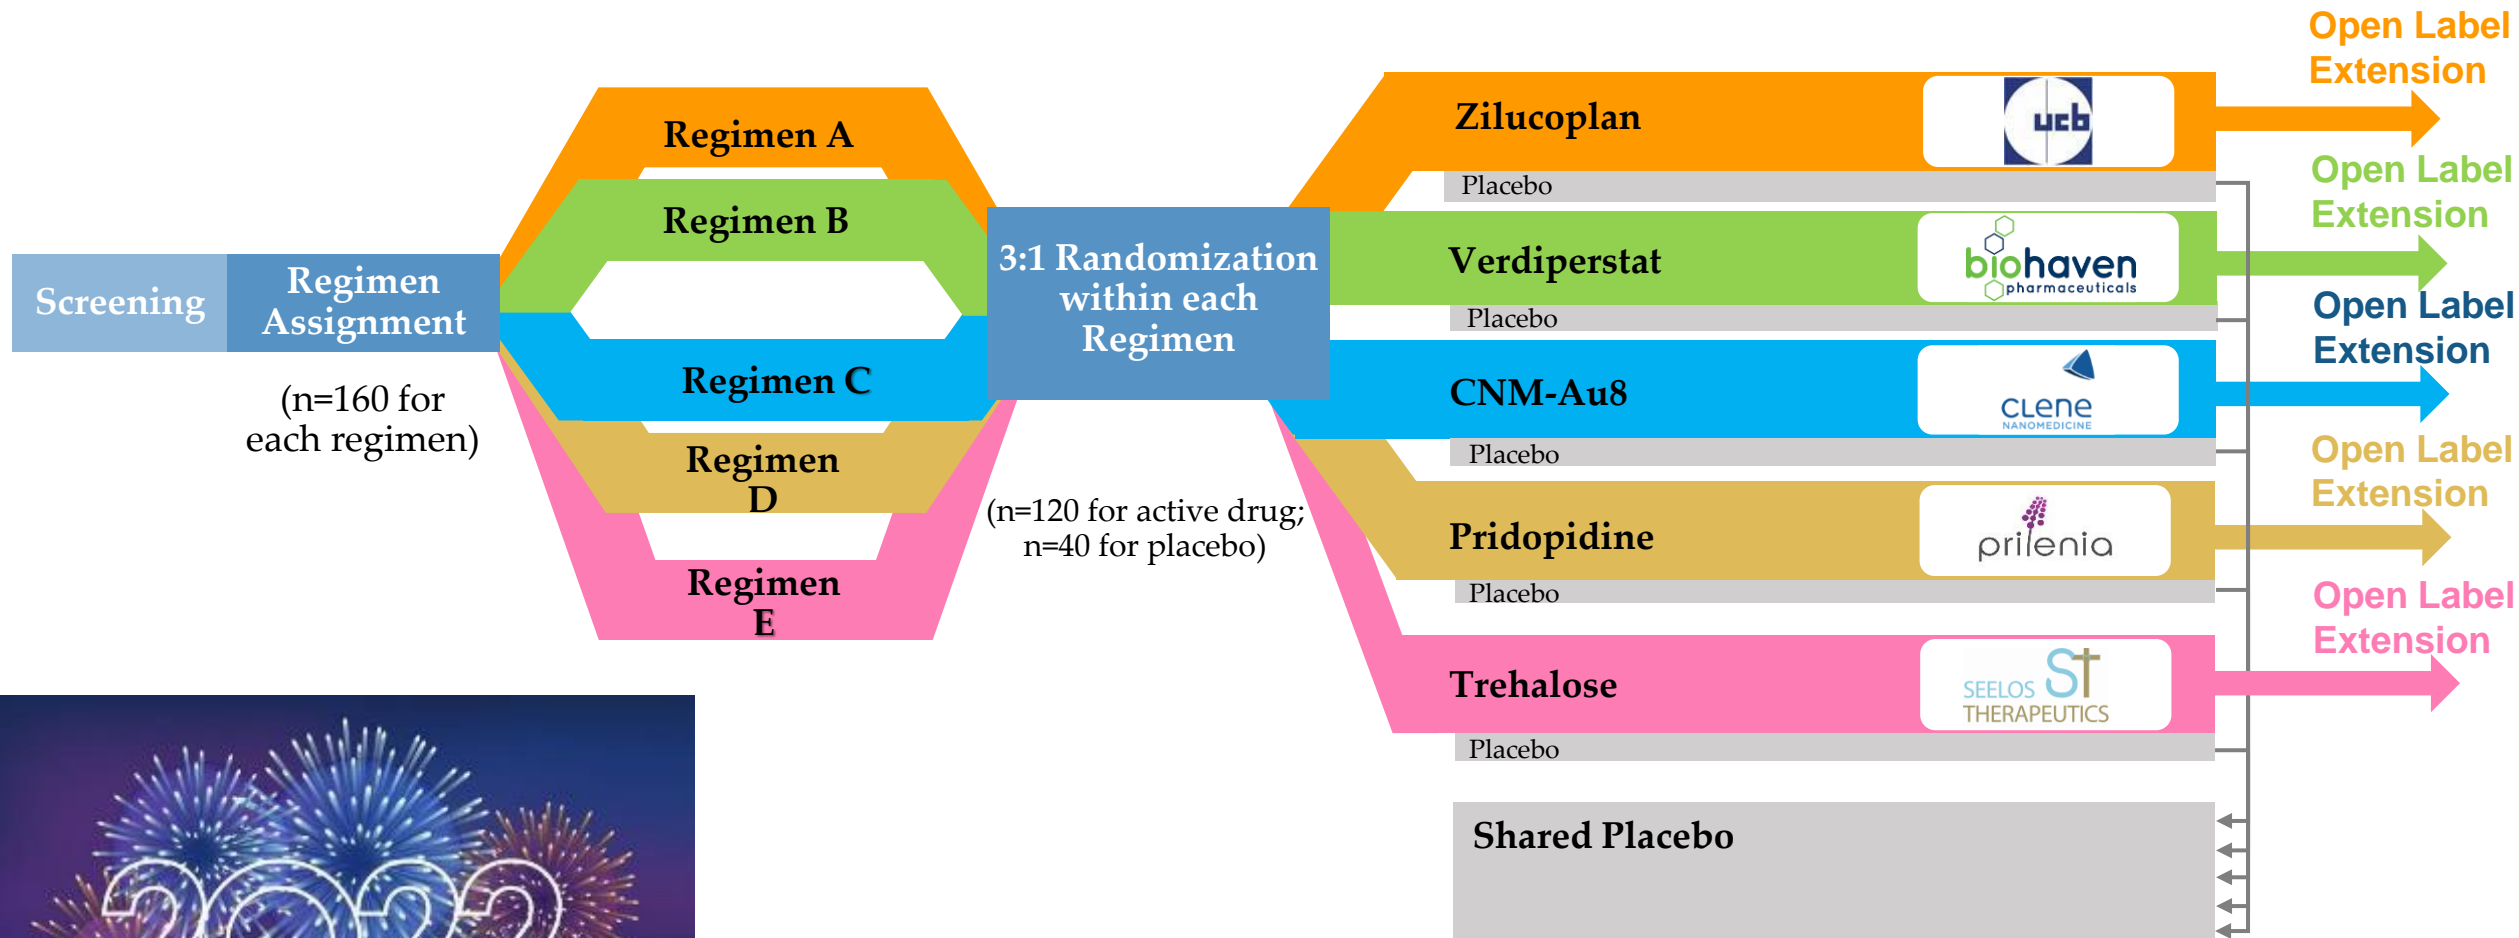 Screening
Regimen
Assignment
(n=160 for
each regimen)
Regimen A
Regimen B
Regimen C
Regimen
D
Regimen
E
3:1 Randomization
within each
Regimen
(n=120 for active drug;
n=40 for placebo)
Zilucoplan
ucb
Placebo
Open Label
Extension
Verdiperstat
biohaven
pharmaceuticals
Placebo
Open Label
Extension
CNM-Au8
CLENE
NANOMEDICINE
Placebo
Open Label
Extension
Pridopidine
prilenia
Placebo
Open Label
Extension
Trehalose
SEELOS ST
THERAPEUTICS
Placebo
Open Label
Extension
Shared Placebo
2022